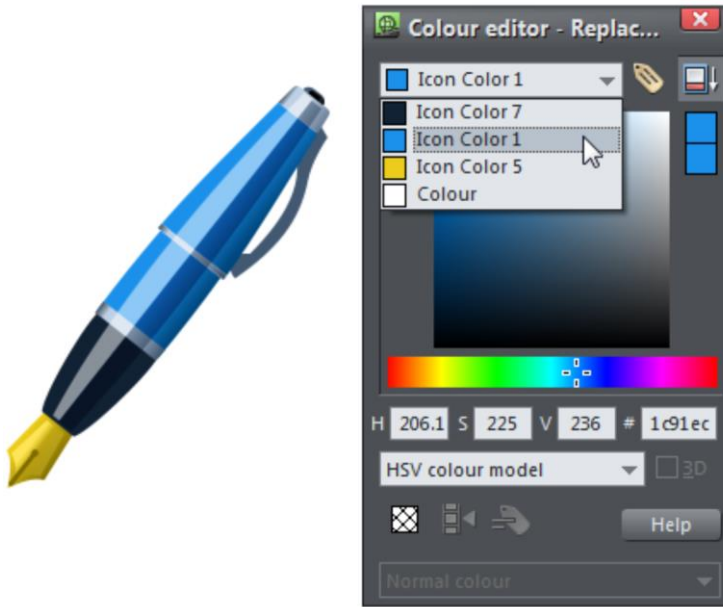 Colour editor - Replac...
Icon Color 1
Icon Color 7
Icon Color 1
Icon Color 5
Colour
H 206.1 S 225 V 236 # 1c91ec
HSV colour model 3D
Help
Normal colour